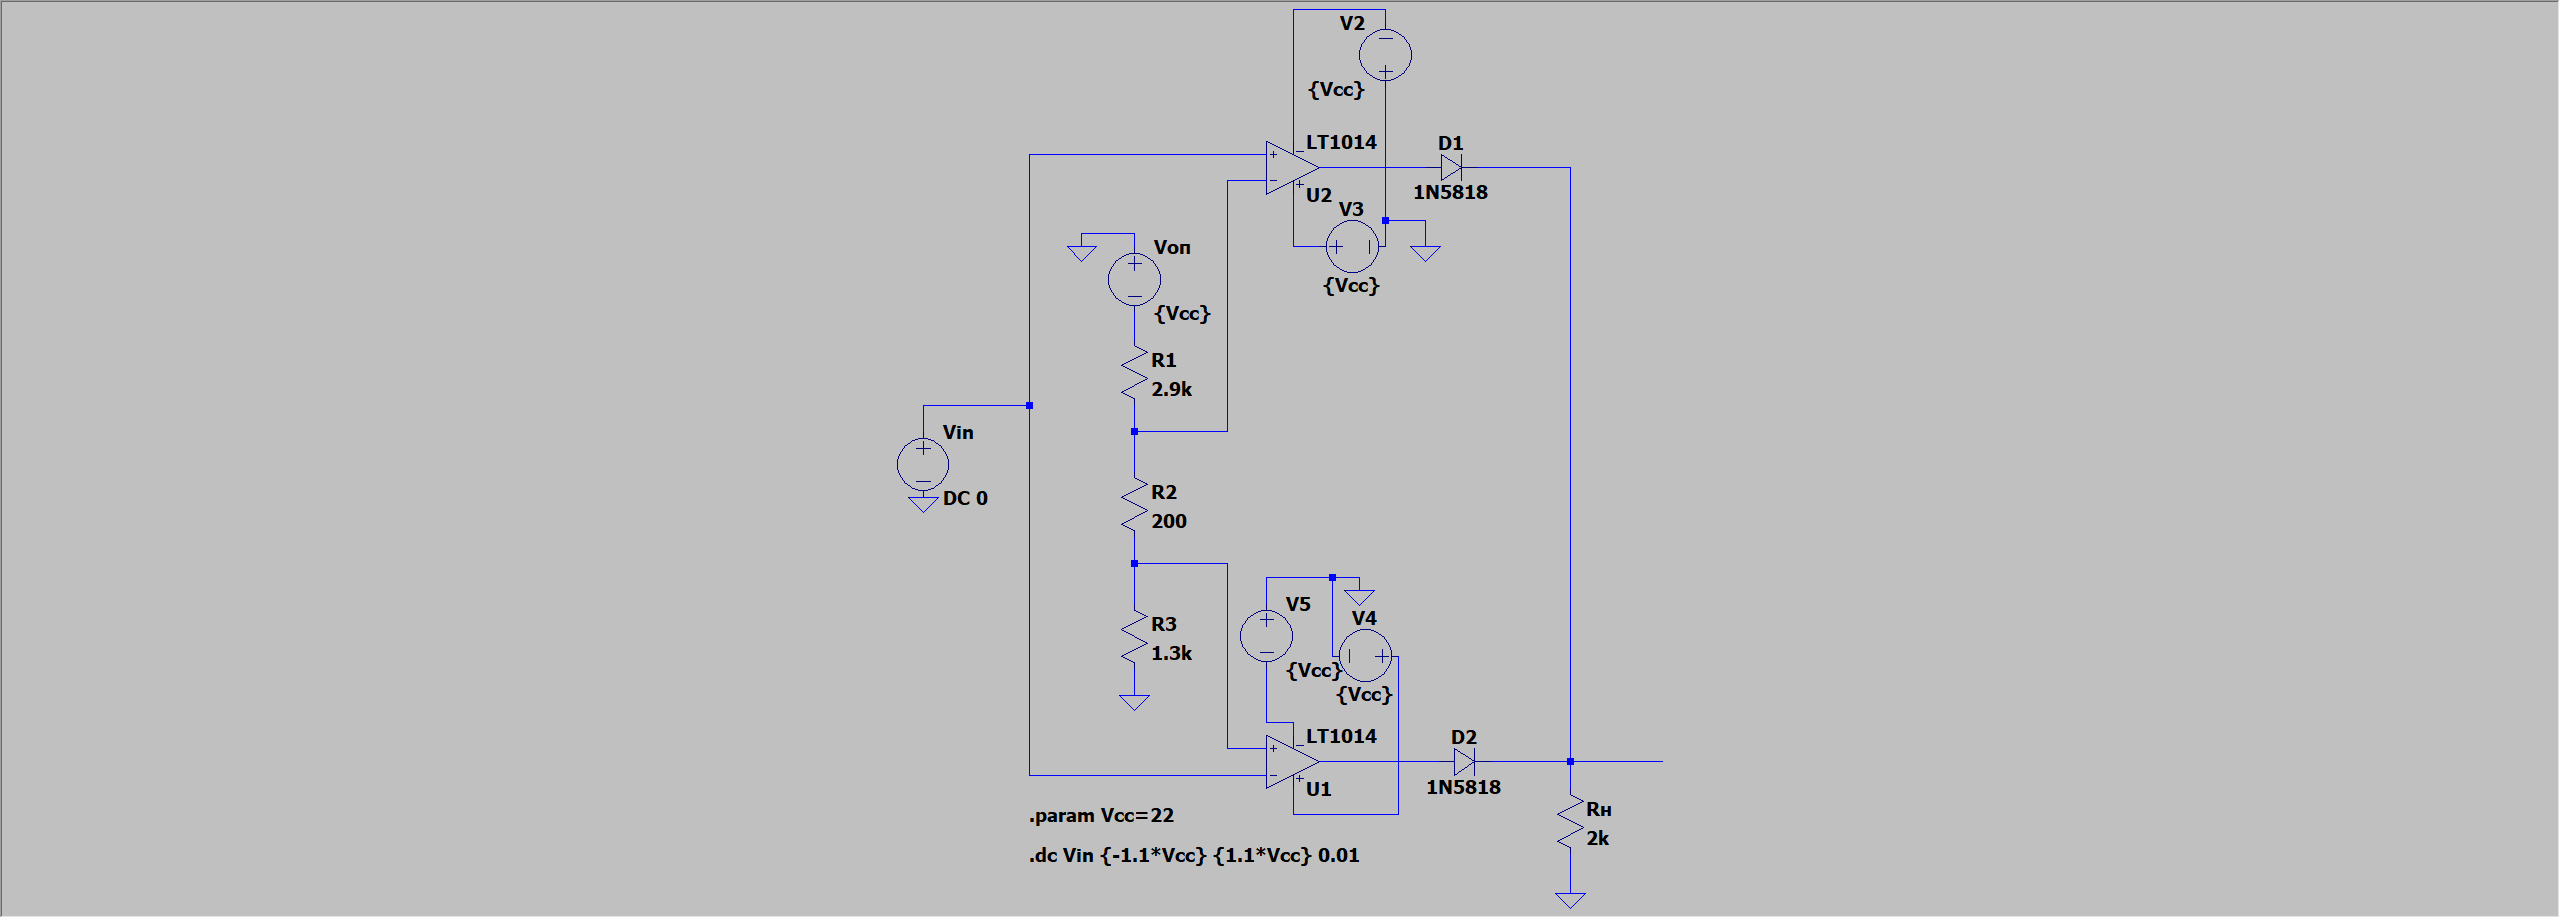 V2
{Vcc}
LT1014
U2
D1
1N5818
V3
{Vcc}
Vоп
{Vcc}
R1
2.9k
Vin
DC 0
R2
200
R3
1.3k
V5
{Vcc}
V4
{Vcc}
LT1014
U1
D2
1N5818
Rн
2k
.param Vcc=22
.dc Vin {-1.1*Vcc} {1.1*Vcc} 0.01